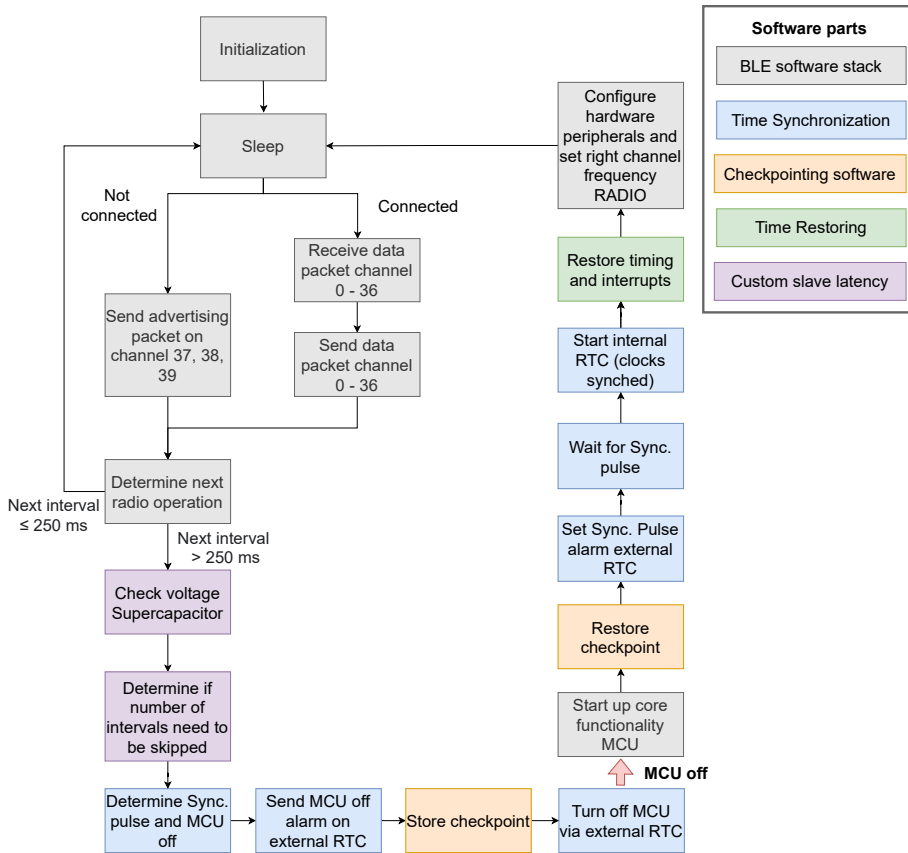 Initialization
Sleep
Not
connected
Connected
Receive data
packet channel
0 - 36
Send advertising
packet on
channel 37, 38,
39
Send data
packet channel
0 - 36
Determine next
radio operation
Next interval
≤ 250 ms
Next interval
> 250 ms
Check voltage
Supercapacitor
Determine if
number of
intervals need to
be skipped
Determine Sync.
pulse and MCU
off
Send MCU off
alarm on
external RTC
Store checkpoint
Turn off MCU
via external RTC
MCU off
Start up core
functionality
MCU
Restore
checkpoint
Set Sync. Pulse
alarm external
RTC
Wait for Sync.
pulse
Start internal
RTC (clocks
synched)
Restore timing
and interrupts
Configure
hardware
peripherals and
set right channel
frequency
RADIO
Software parts
BLE software stack
Time Synchronization
Checkpointing software
Time Restoring
Custom slave latency